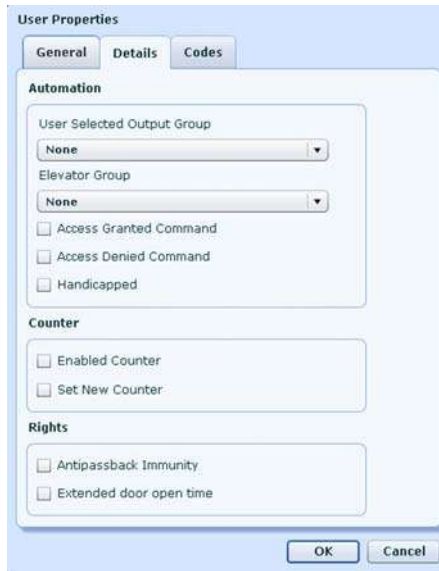 User Properties
General Details Codes
Automation
User Selected Output Group
None
Elevator Group
None
Access Granted Command
Access Denied Command
Handicapped
Counter
Enabled Counter
Set New Counter
Rights
Antipassback Immunity
Extended door open time
OK Cancel